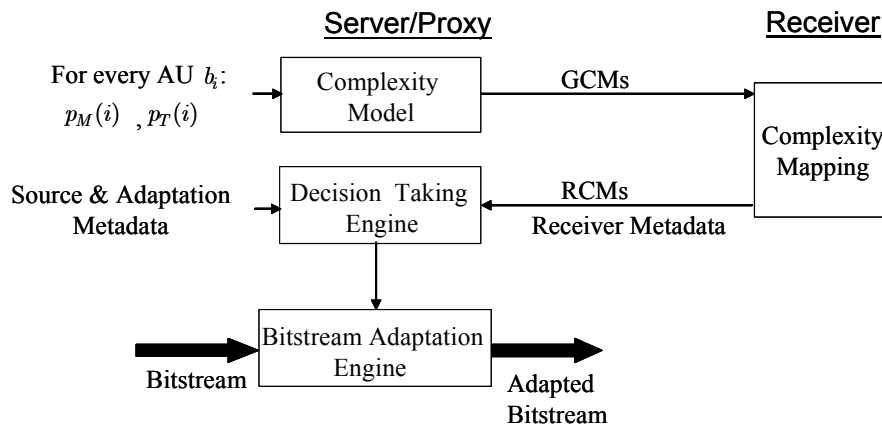 Server/Proxy
Receiver
For every AU b_i:
p_M(i) , p_T(i)
Complexity
Model
GCMs
Complexity
Mapping
Source & Adaptation
Metadata
Decision Taking
Engine
RCMs
Receiver Metadata
Bitstream Adaptation
Engine
Bitstream
Adapted
Bitstream